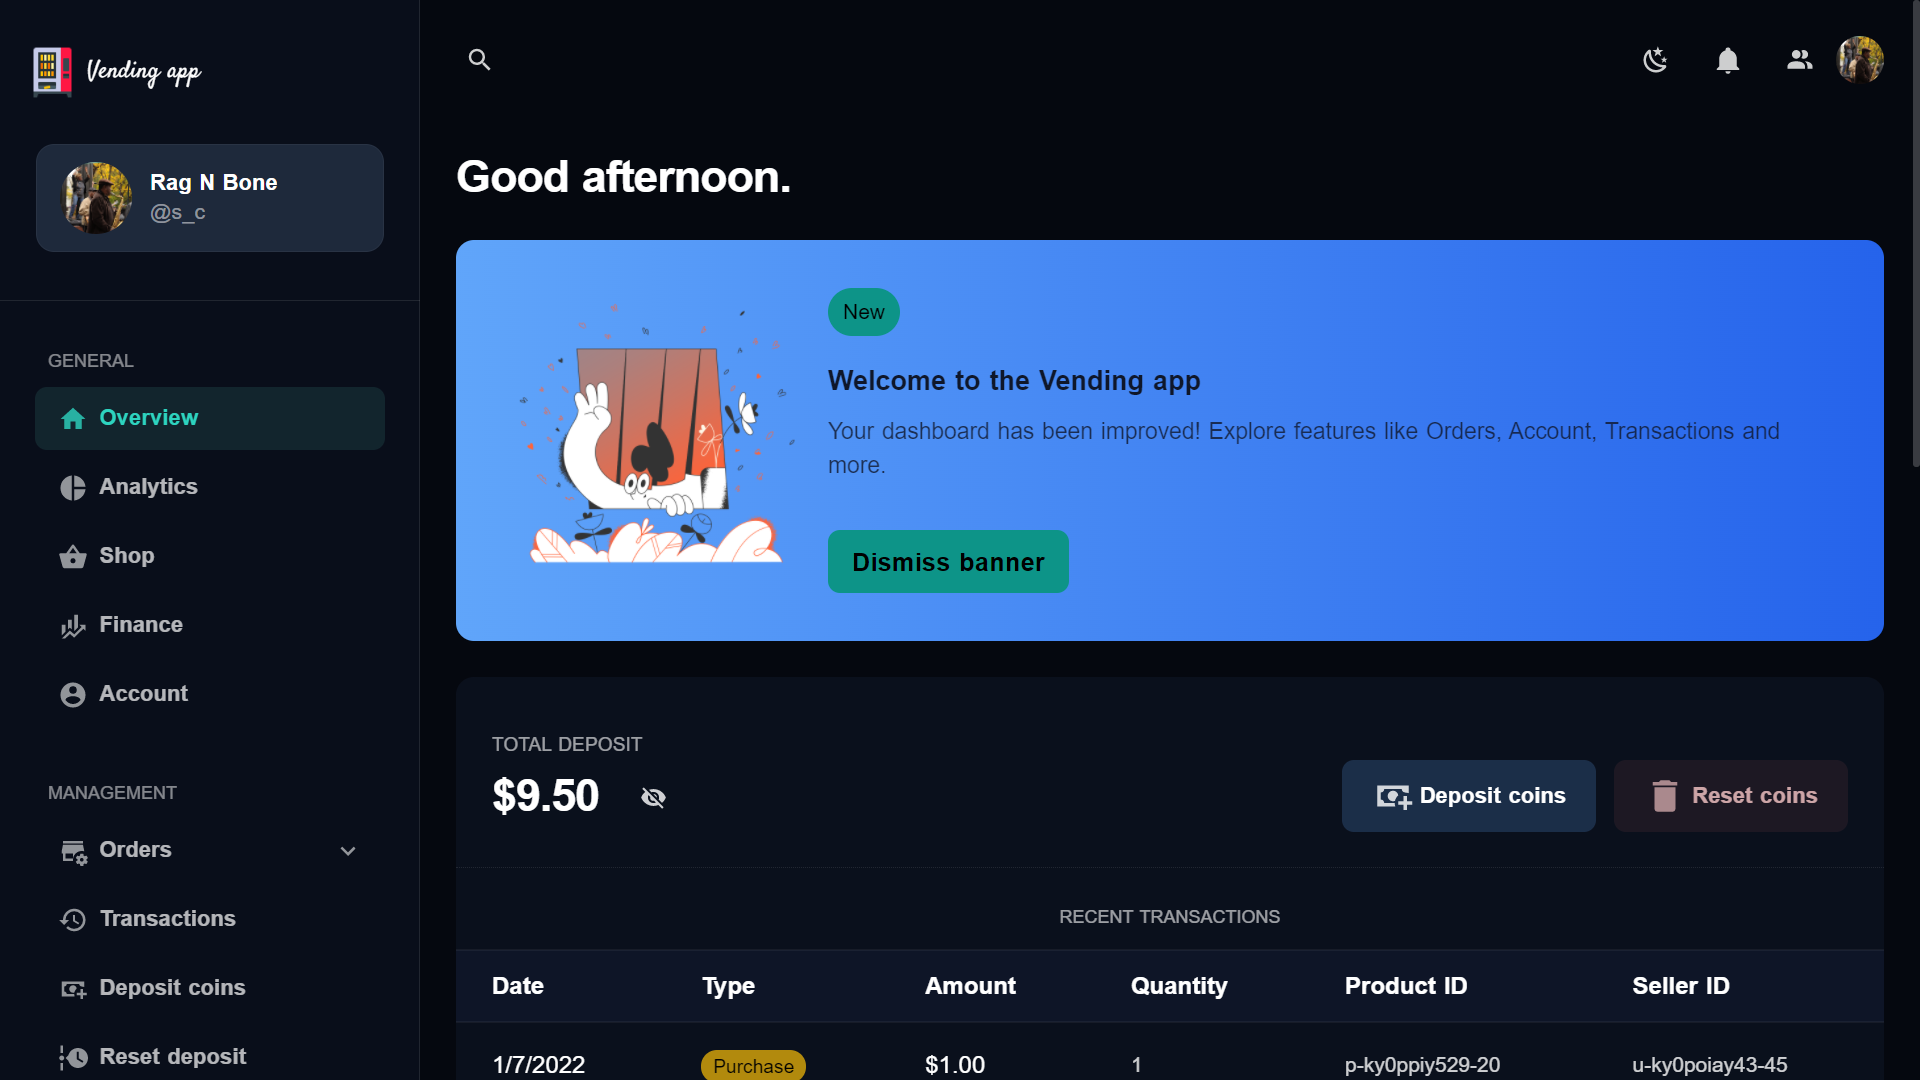 Vending app
Rag N Bone
@s_c
GENERAL
Overview
Analytics
Shop
Finance
Account
MANAGEMENT
Orders
Transactions
Deposit coins
Reset deposit
Good afternoon.
New
Welcome to the Vending app
Your dashboard has been improved! Explore features like Orders, Account, Transactions and
more.
Dismiss banner
TOTAL DEPOSIT
$9.50
Deposit coins
Reset coins
RECENT TRANSACTIONS
Date Type Amount Quantity Product ID Seller ID
1/7/2022 Purchase $1.00 1 p-ky0ppiy529-20 u-ky0poiay43-45